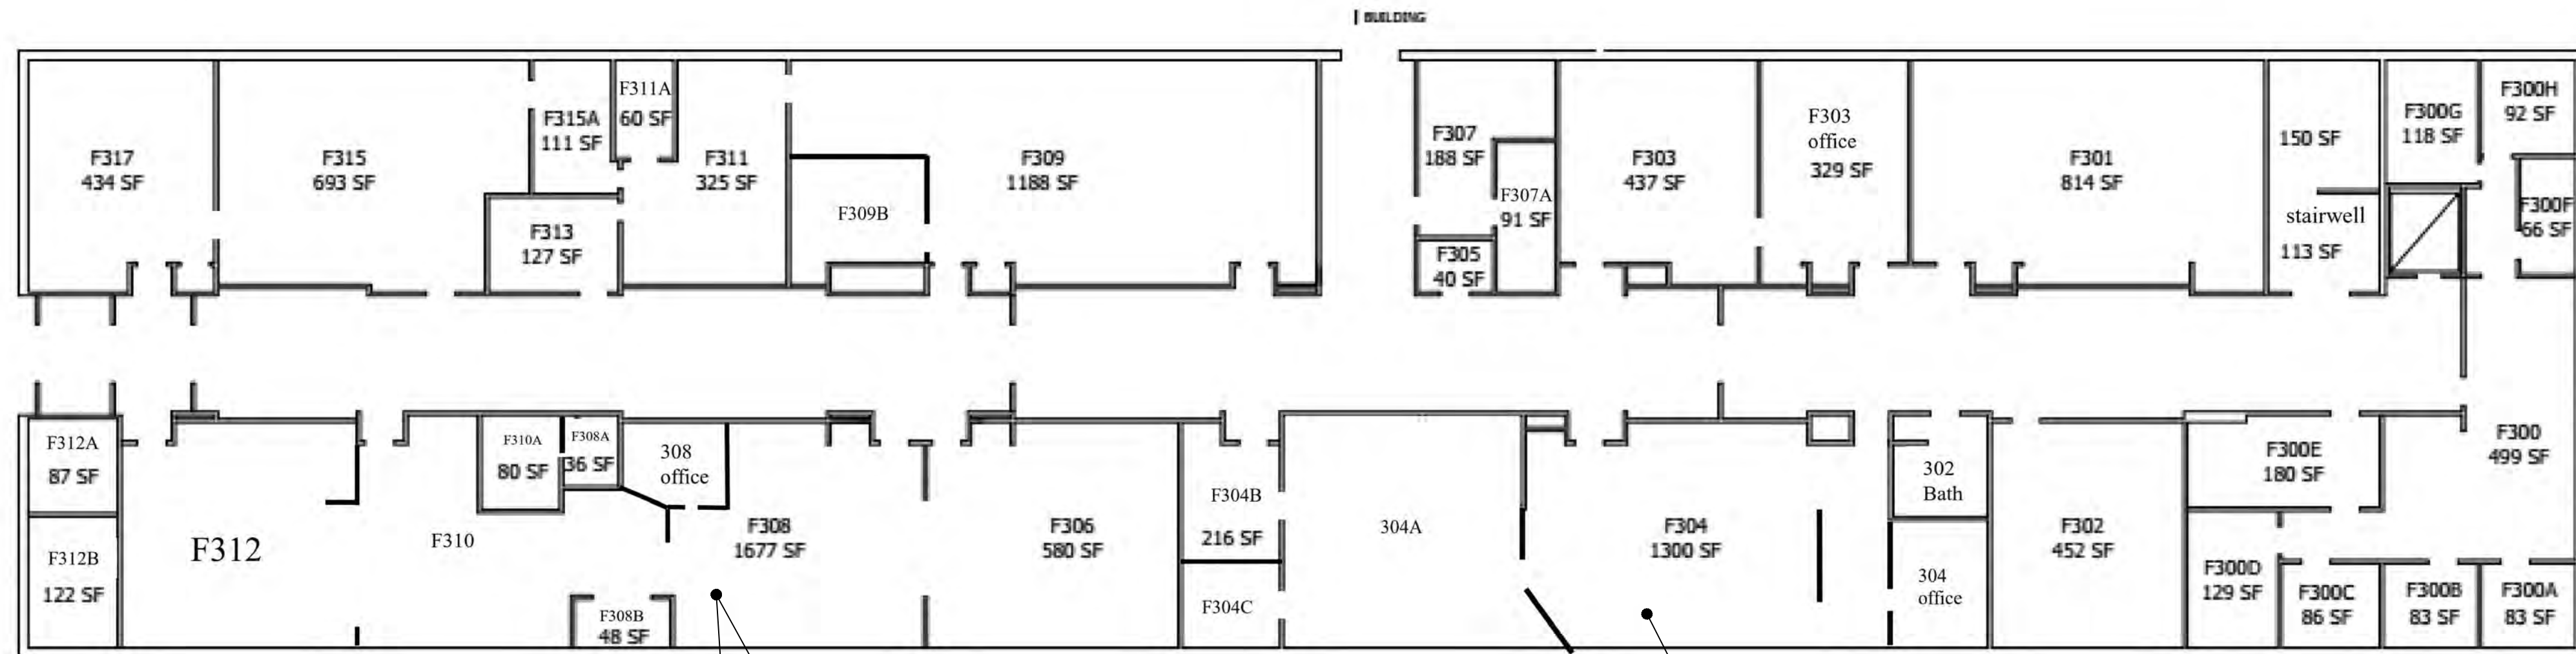 BUILDING
F317
434 SF
F315
693 SF
F315A
111 SF
F311A
60 SF
F313
127 SF
F311
325 SF
F309B
F309
1188 SF
F307
188 SF
F307A
91 SF
F305
40 SF
F303
437 SF
F303
office
329 SF
F301
814 SF
150 SF
stairwell
113 SF
F300G
118 SF
F300H
92 SF
F300F
66 SF
F312A
87 SF
F312B
122 SF
F312
F310
F310A
80 SF
F308A
36 SF
308
office
F308B
48 SF
F308
1677 SF
F306
580 SF
F304B
216 SF
F304C
304A
F304
1300 SF
302
Bath
304
office
F302
452 SF
F300E
180 SF
F300
499 SF
F300D
129 SF
F300C
86 SF
F300B
83 SF
F300A
83 SF